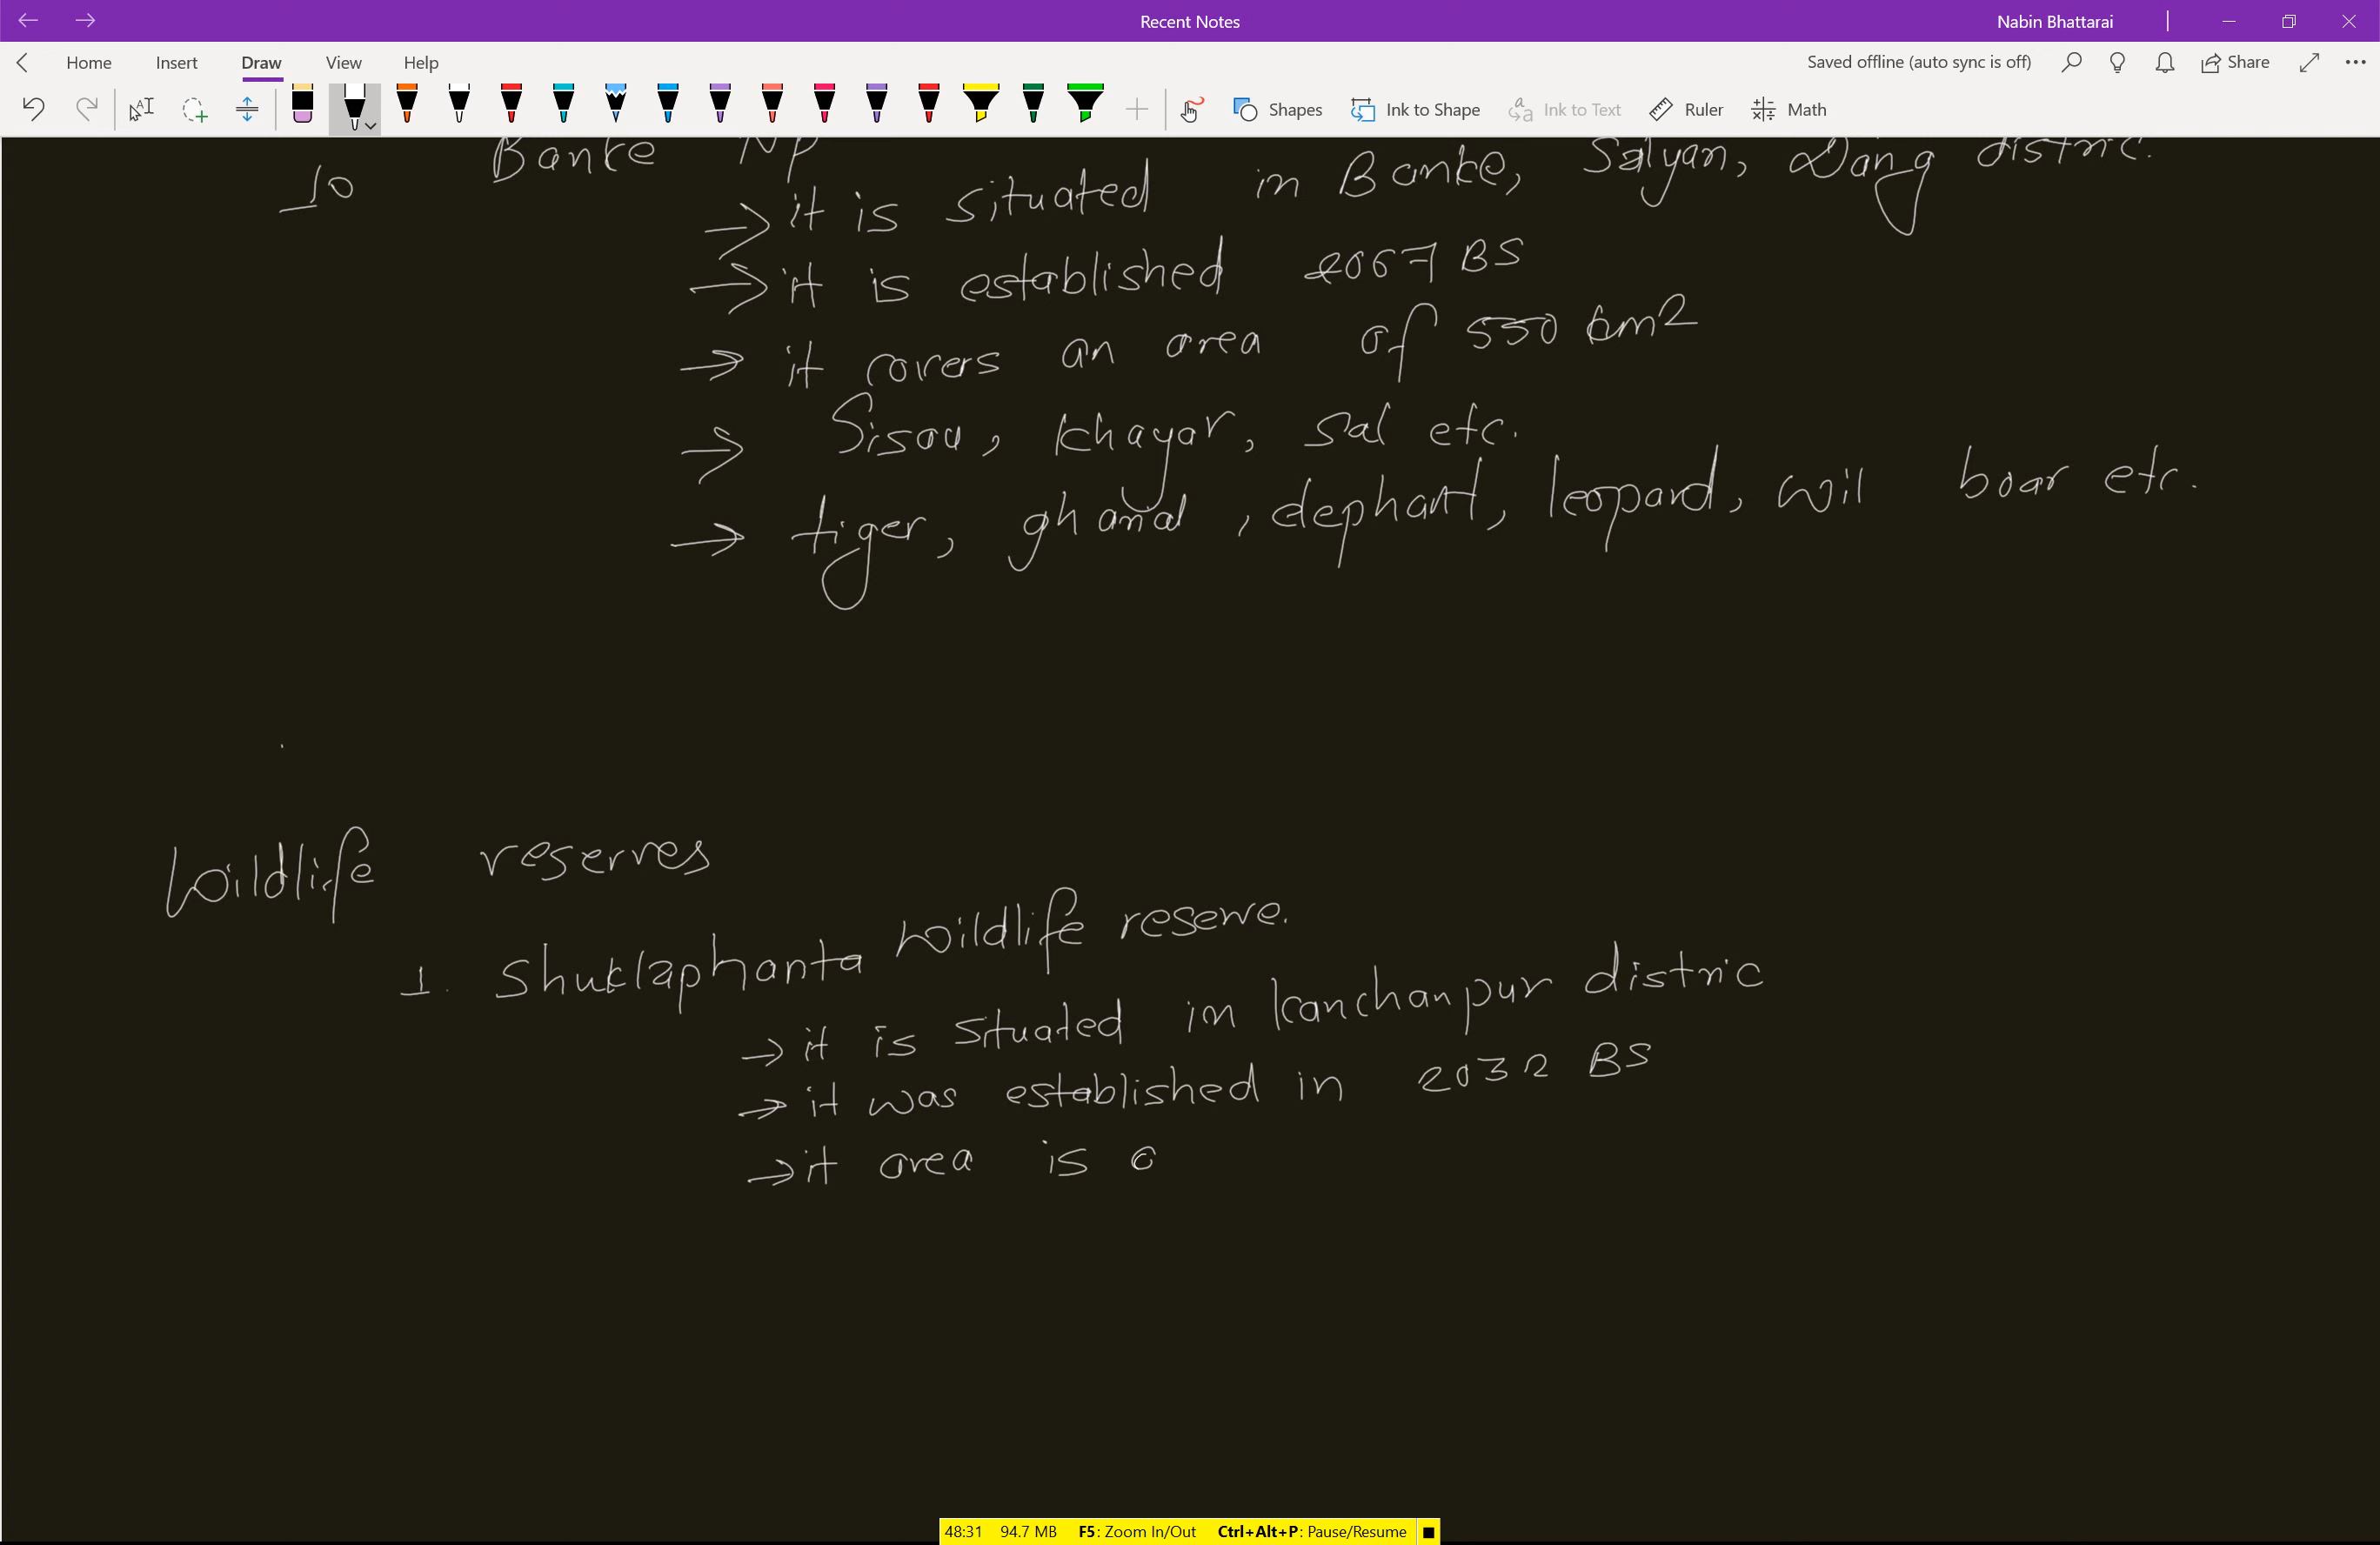 Recent Notes
Nabin Bhattarai
Home Insert Draw View Help
Saved offline (auto sync is off)
Share
Shapes Ink to Shape Ink to Text Ruler Math
10 Banke NP
→ it is situated in Banke, Salyan, Dang distric.
→ it is established 2067 BS
→ it covers an area of 550 km2
→ Sisau, khayar, sal etc.
→ tiger, elephant, leopard, wil boar etc.
Wildlife reserves
1. Shuklaphanta wildlife reserve.
→ it is situated in kanchanpur distric
→ it was established in 2032 BS
→ it area is
48:31 94.7 MB F5: Zoom In/Out Ctrl+Alt+P: Pause/Resume